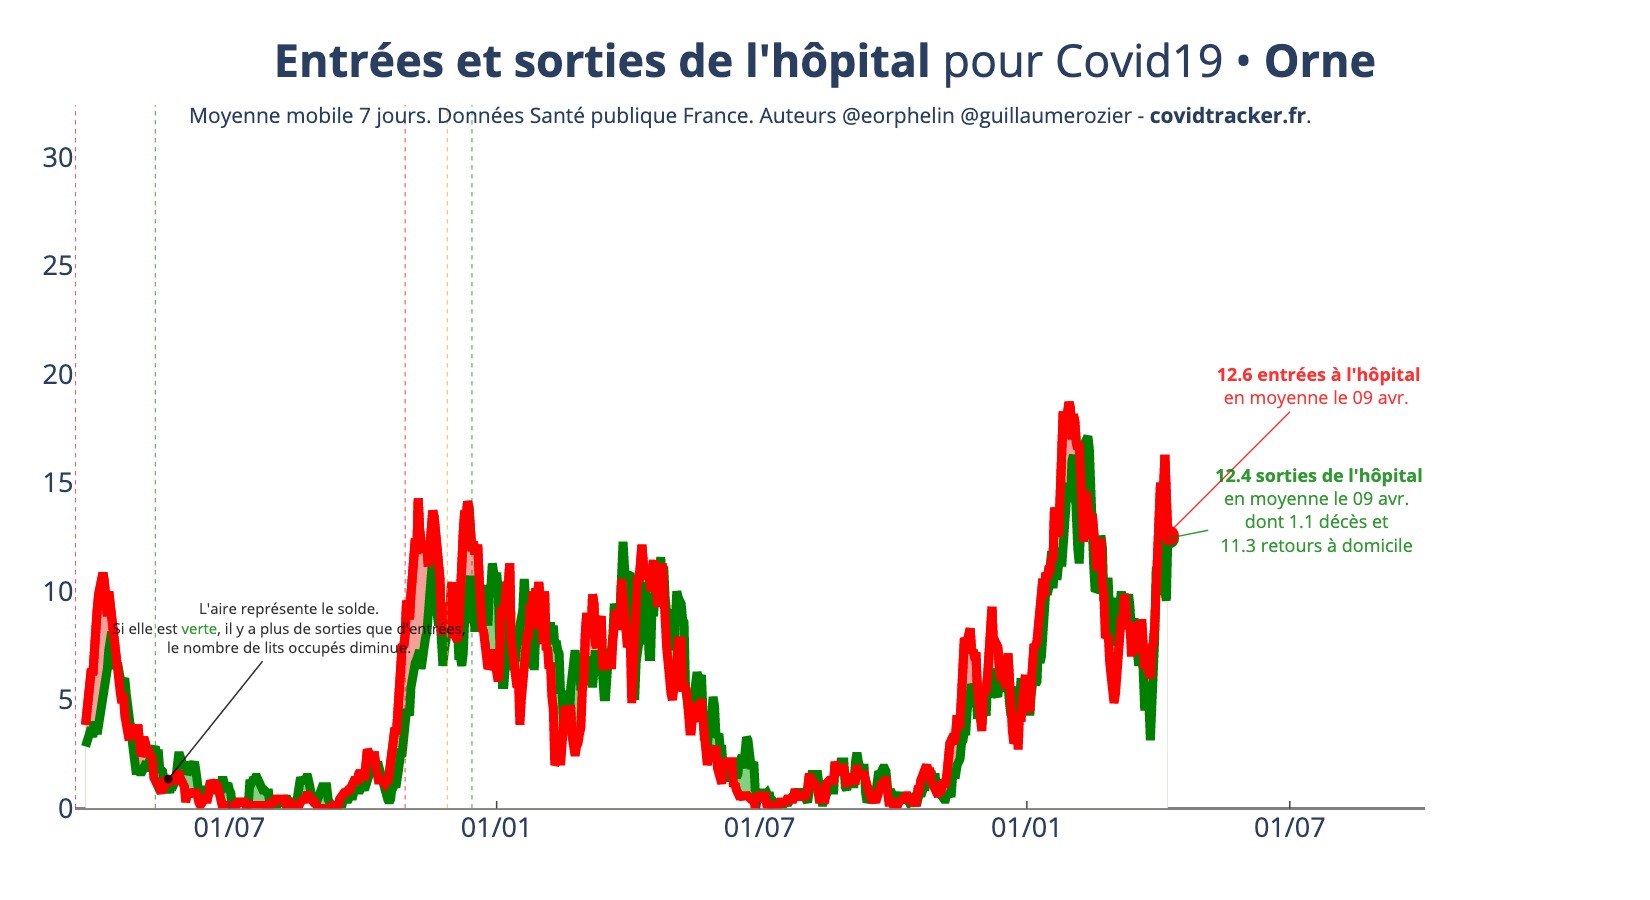 Entrées et sorties de l'hôpital pour Covid19 • Orne
Moyenne mobile 7 jours. Données Santé publique France. Auteurs @eorphelin @guillaumerozier - covidtracker.fr.
30
25
20
15
10
5
0
12.6 entrées à l'hôpital
en moyenne le 09 avr.
12.4 sorties de l'hôpital
en moyenne le 09 avr.
dont 1.1 décès et
11.3 retours à domicile
L'aire représente le solde.
Si elle est verte, il y a plus de sorties que d'entrées,
le nombre de lits occupés diminue.
01/07
01/01
01/07
01/01
01/07